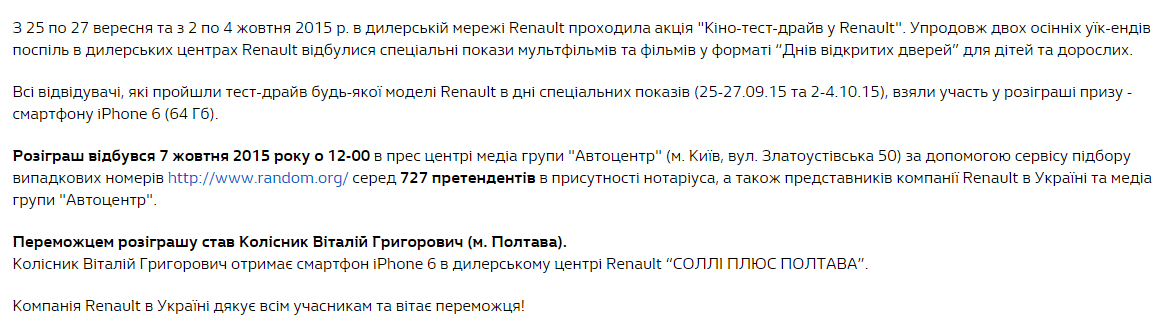 З 25 по 27 вересня та з 2 по 4 жовтня 2015 р. в дилерській мережі Renault проходила акція "Кіно-тест-драйв у Renault". Упродовж двох осінніх уїк-ендів
поспіль в дилерських центрах Renault відбулися спеціальні покази мультфільмів та фільмів у форматі “Днів відкритих дверей” для дітей та дорослих.
Всі відвідувачі, які пройшли тест-драйв будь-якої моделі Renault в дні спеціальних показів (25-27.09.15 та 2-4.10.15), взяли участь у розіграші призу -
смартфону iPhone 6 (64 Гб).
Розіграш відбувся 7 жовтня 2015 року о 12-00 в прес центрі медіа групи "Автоцентр" (м. Київ, вул. Златоустівська 50) за допомогою сервісу підбору
випадкових номерів http://www.random.org/ серед 727 претендентів в присутності нотаріуса, а також представників компанії Renault в Україні та медіа
групи "Автоцентр".
Переможцем розіграшу став Колісник Віталій Григорович (м. Полтава).
Колісник Віталій Григорович отримає смартфон iPhone 6 в дилерському центрі Renault “СОЛЛІ ПЛЮС ПОЛТАВА”.
Компанія Renault в Україні дякує всім учасникам та вітає переможця!